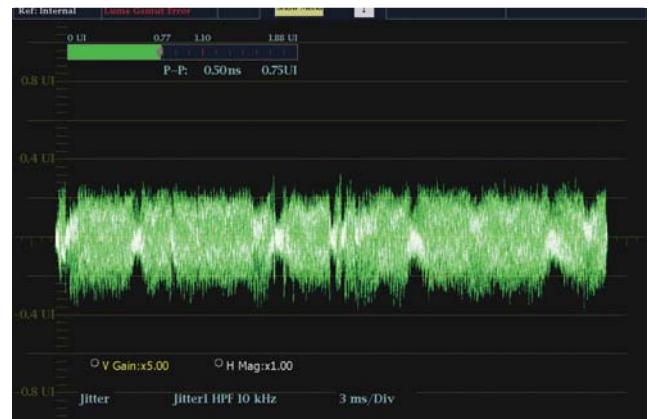 Ref: Internal Luma Gamut Error
0 UI 0.77 1.10 1.88 UI
P-P: 0.50ns 0.75UI
0.8 UI
0.4 UI
-0.4 UI
V Gain:x5.00 H Mag:x1.00
-0.8 UI
Jitter Jitter1 HPF 10 kHz 3 ms/Div